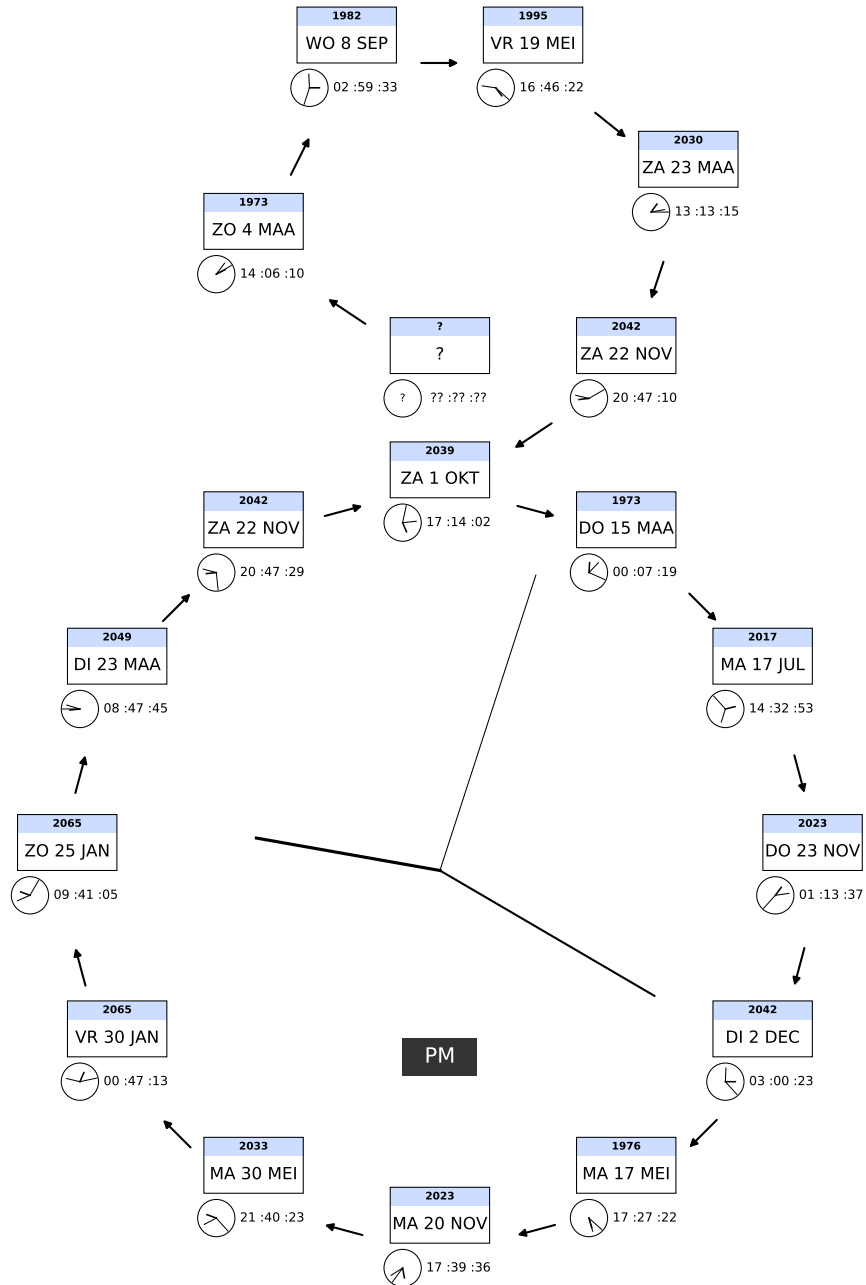 1982
WO 8 SEP
02 :59 :33
1995
VR 19 MEI
16 :46 :22
2030
ZA 23 MAA
13 :13 :15
1973
ZO 4 MAA
14 :06 :10
?
?
?
?? :?? :??
2042
ZA 22 NOV
20 :47 :10
2039
ZA 1 OKT
17 :14 :02
2042
ZA 22 NOV
20 :47 :29
1973
DO 15 MAA
00 :07 :19
2049
DI 23 MAA
08 :47 :45
2017
MA 17 JUL
14 :32 :53
2065
ZO 25 JAN
09 :41 :05
2023
DO 23 NOV
01 :13 :37
2065
VR 30 JAN
00 :47 :13
2042
DI 2 DEC
03 :00 :23
PM
2033
MA 30 MEI
21 :40 :23
1976
MA 17 MEI
17 :27 :22
2023
MA 20 NOV
17 :39 :36